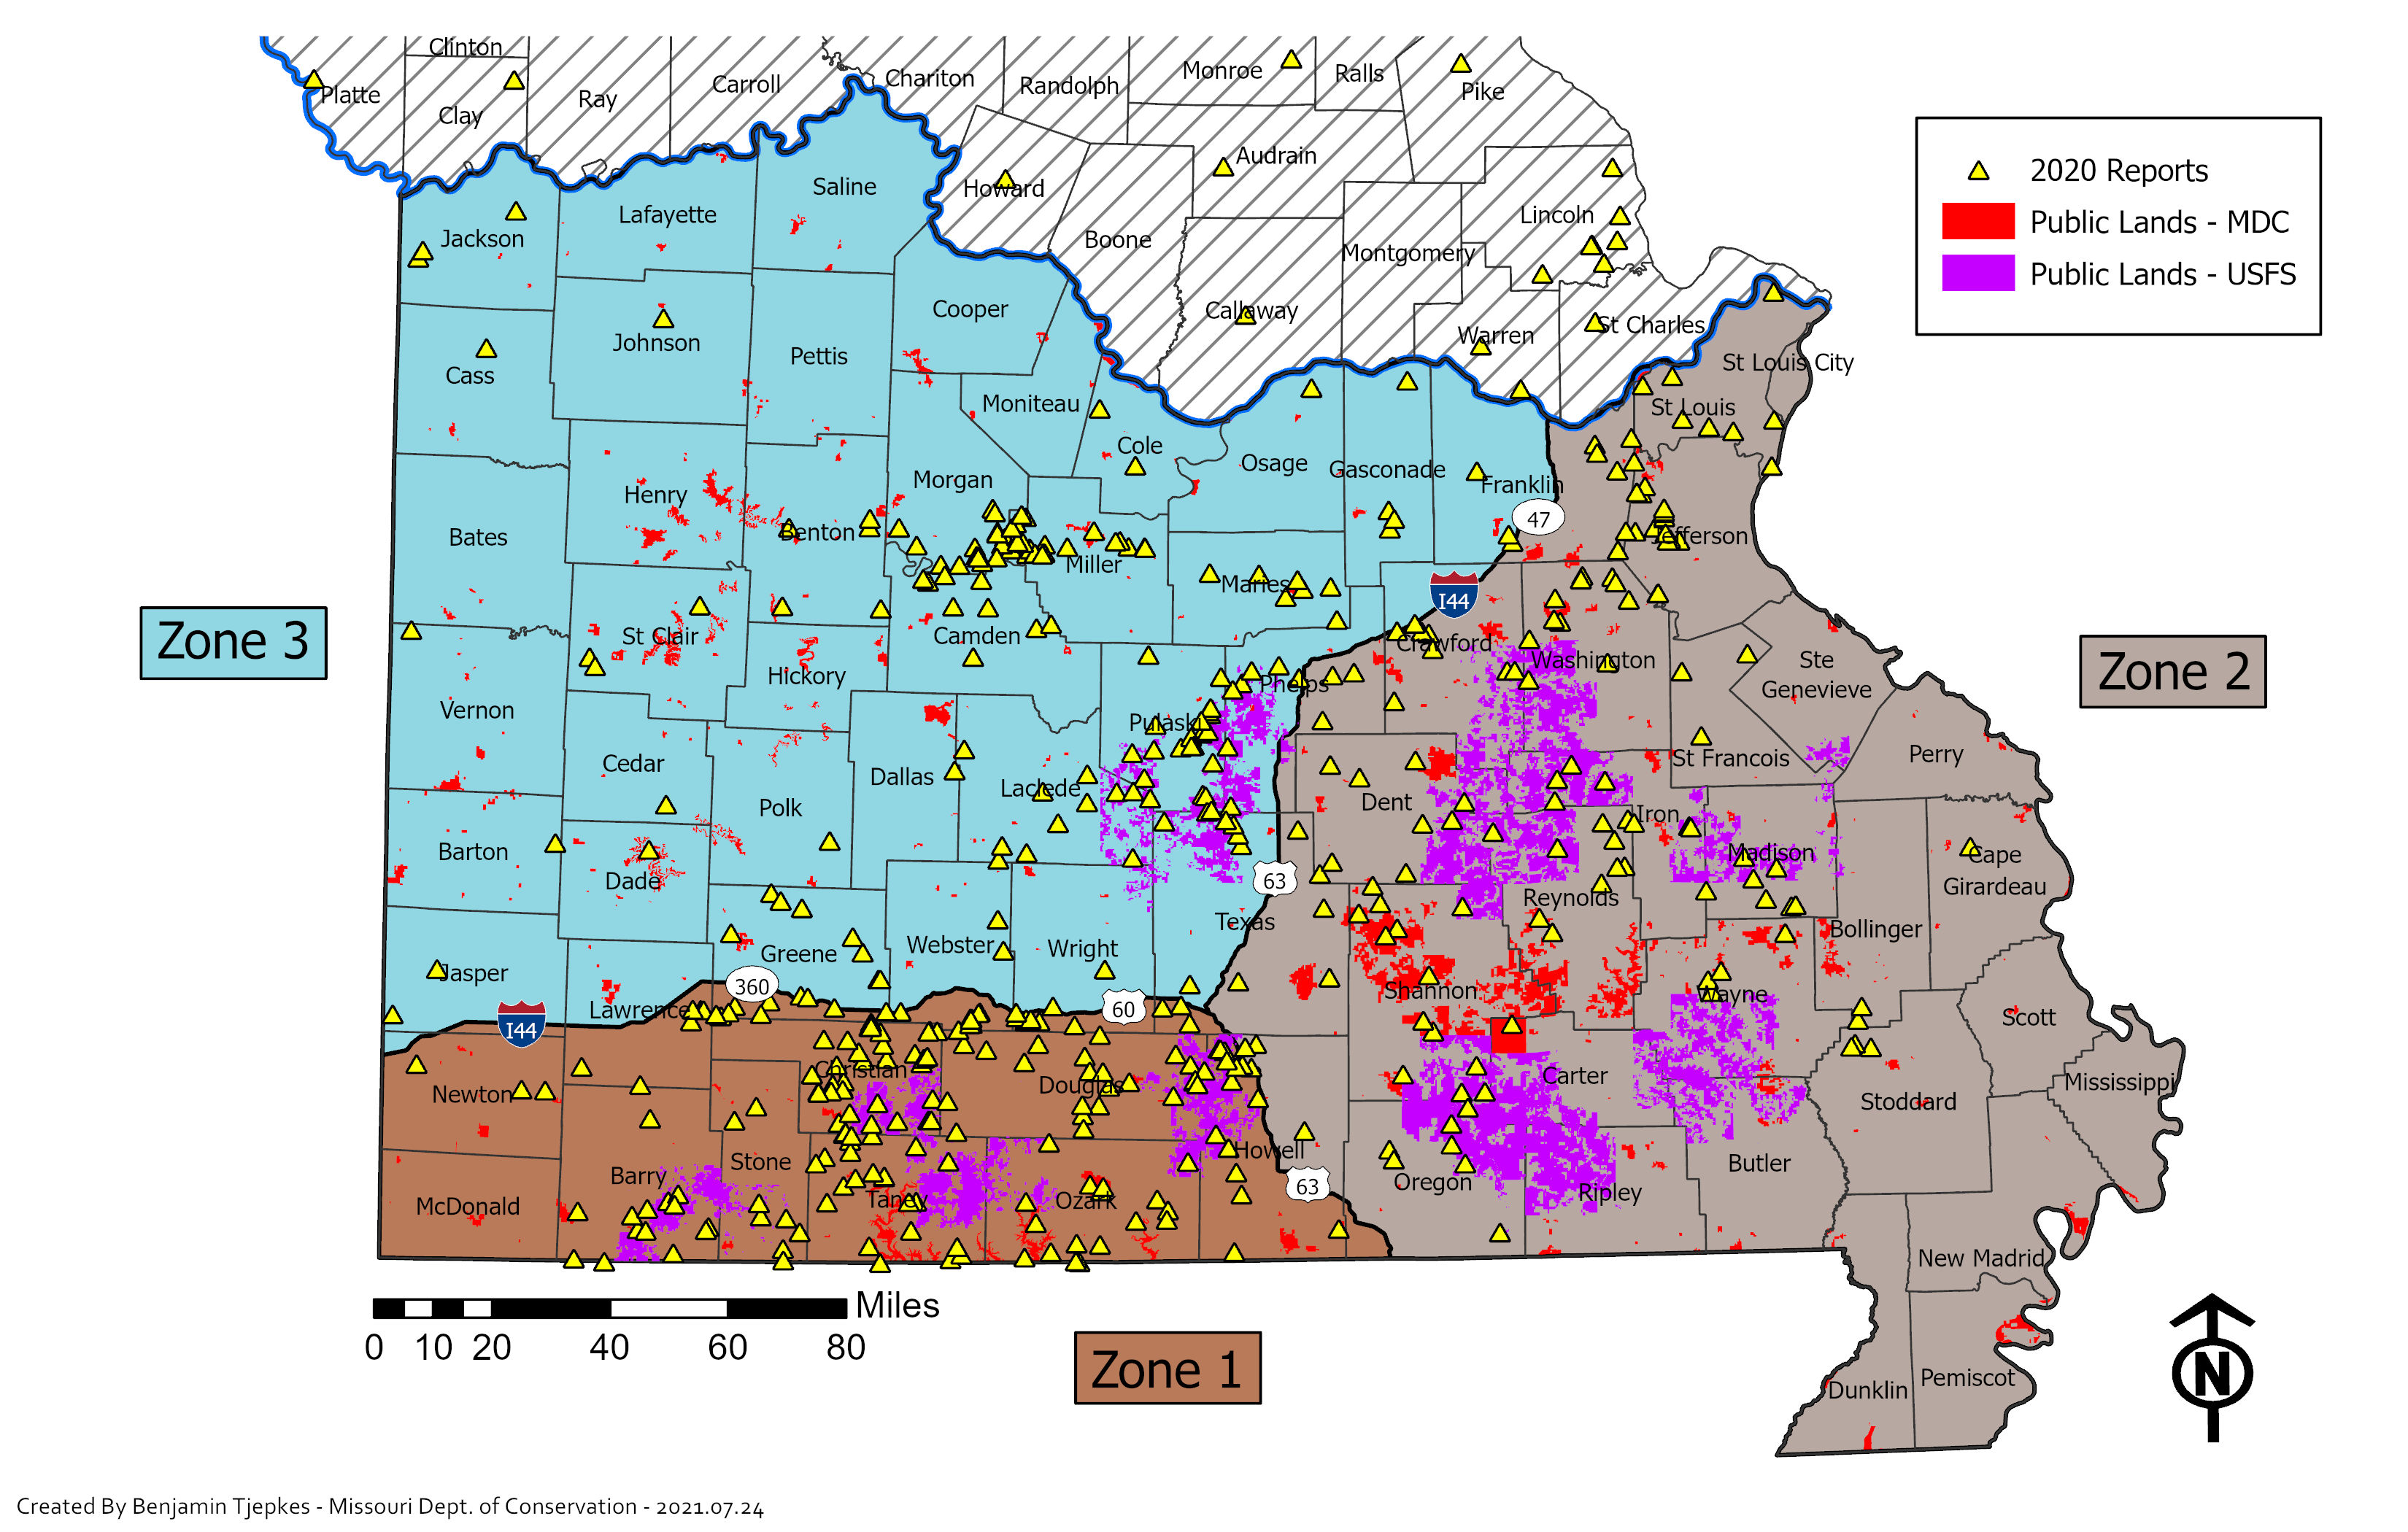 Clinton
Platte
Clay
Ray
Carroll
Chariton
Randolph
Monroe
Ralls
Pike
2020 Reports
Public Lands - MDC
Public Lands - USFS
Saline
Lafayette
Jackson
Howard
Audrain
Boone
Lincoln
Montgomery
Callaway
Warren
St Charles
Cooper
Johnson
Pettis
Cass
Moniteau
Cole
Osage
Gasconade
Franklin
St Louis City
St Louis
Morgan
Henry
Benton
Bates
Miller
Maries
47
Jefferson
I44
Zone 3
St Clair
Camden
Hickory
Crawford
Washington
Ste
Genevieve
Zone 2
Vernon
Phelps
Pulaski
Cedar
Dallas
Laclede
Polk
Dent
St Francois
Perry
Iron
Barton
Dade
Madison
Cape
Girardeau
63
Reynolds
Texas
Bollinger
Jasper
Greene
Webster
Wright
360
Lawrence
I44
60
Shannon
Wayne
Scott
Newton
Christian
Douglas
Carter
Mississippi
Stoddard
Barry
Stone
Howell
Butler
McDonald
Taney
Ozark
63
Oregon
Ripley
New Madrid
Miles
0 10 20 40 60 80
Zone 1
Dunklin
Pemiscot
N
Created By Benjamin Tjepkes - Missouri Dept. of Conservation - 2021.07.24